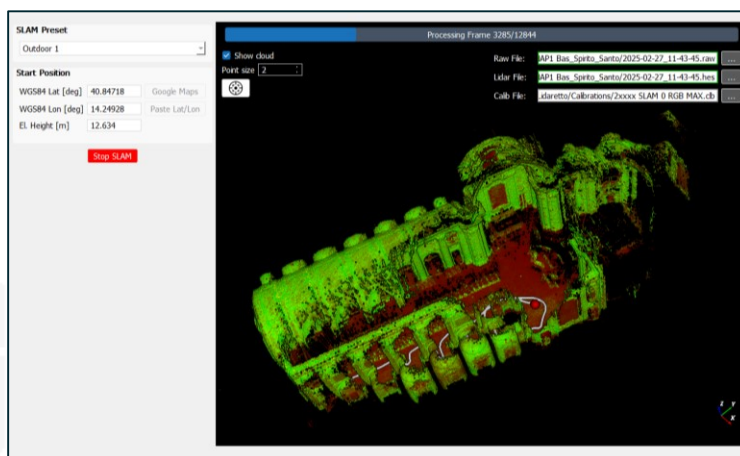 SLAM Preset
Outdoor 1
Start Position
WGS84 Lat [deg] 40.84718 Google Maps
WGS84 Lon [deg] 14.24928 Paste Lat/Lon
El. Height [m] 12.634
Stop SLAM
Processing Frame 3285/12844
Show cloud
Point size 2
Raw File: JAP1 Bas_Spirito_Santo/2025-02-27_11-43-45.raw ...
Lidar File: JAP1 Bas_Spirito_Santo/2025-02-27_11-43-45.hes ...
Calib File: .idaretto/Calibrations/2xxxx SLAM 0 RGB MAX.clb ...
Z Y
X